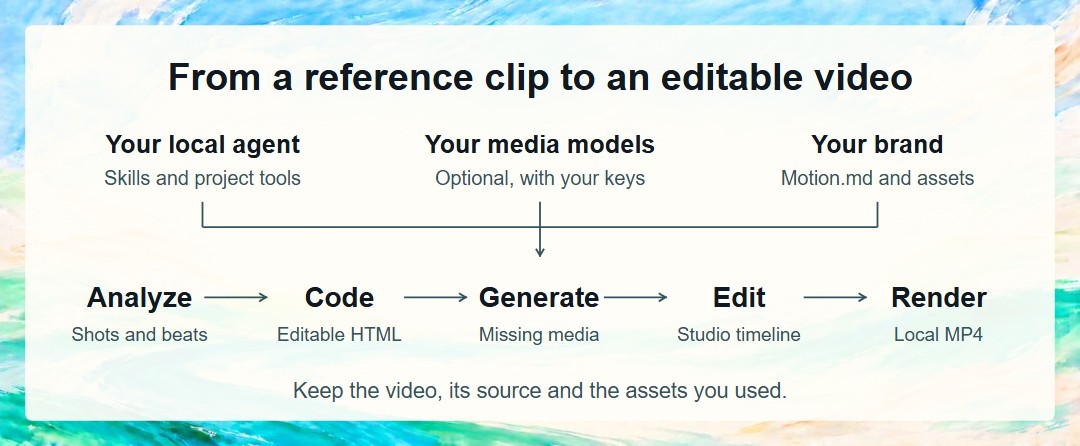 From a reference clip to an editable video
Your local agent
Skills and project tools
Your media models
Optional, with your keys
Your brand
Motion.md and assets
Analyze
Shots and beats
Code
Editable HTML
Generate
Missing media
Edit
Studio timeline
Render
Local MP4
Keep the video, its source and the assets you used.